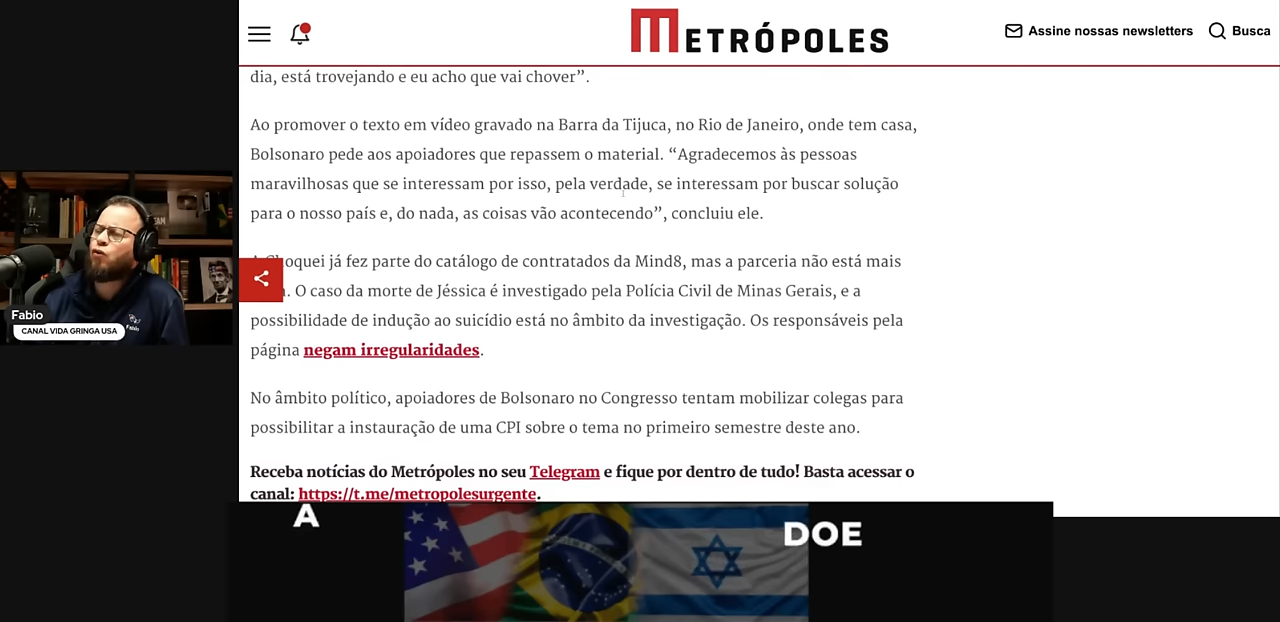 METRÓPOLES
Assine nossas newsletters
Busca
dia, está trovejando e eu acho que vai chover”.
Ao promover o texto em vídeo gravado na Barra da Tijuca, no Rio de Janeiro, onde tem casa,
Bolsonaro pede aos apoiadores que repassem o material. “Agradecemos às pessoas
maravilhosas que se interessam por isso, pela verdade, se interessam por buscar solução
para o nosso país e, do nada, as coisas vão acontecendo”, concluiu ele.
A Choquei já fez parte do catálogo de contratados da Mind8, mas a parceria não está mais
. O caso da morte de Jéssica é investigado pela Polícia Civil de Minas Gerais, e a
possibilidade de indução ao suicídio está no âmbito da investigação. Os responsáveis pela
página negam irregularidades.
No âmbito político, apoiadores de Bolsonaro no Congresso tentam mobilizar colegas para
possibilitar a instauração de uma CPI sobre o tema no primeiro semestre deste ano.
Receba notícias do Metrópoles no seu Telegram e fique por dentro de tudo! Basta acessar o
canal: https://t.me/metropolesurgente.
Fabio
CANAL VIDA GRINGA USA
A
DOE